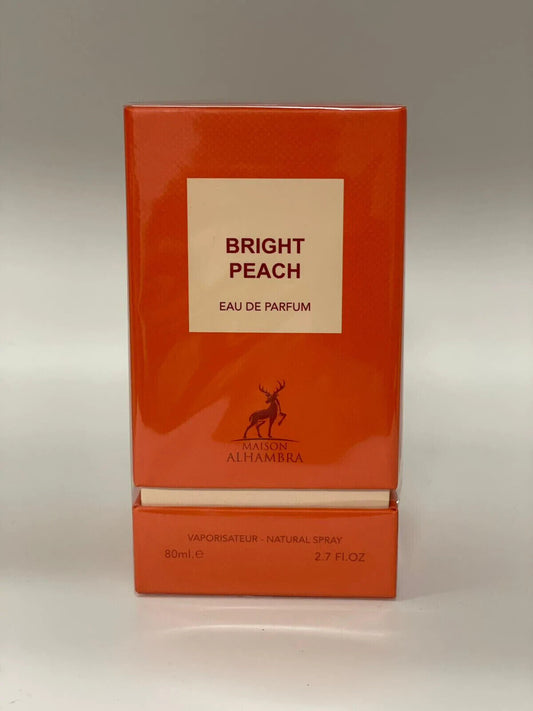 BRIGHT
PEACH
EAU DE PARFUM
MAISON
ALHAMBRA
VAPORISATEUR - NATURAL SPRAY
80ml.℮ 2.7 Fl.OZ